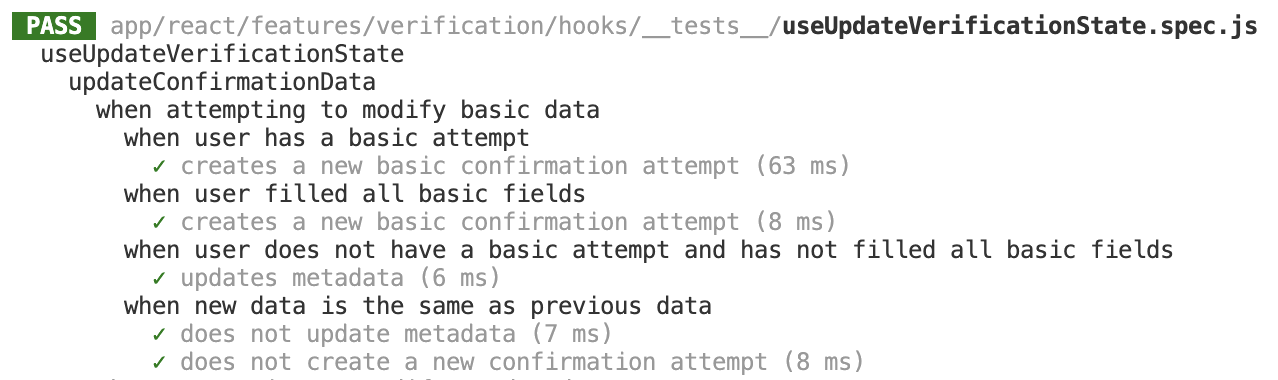 PASS app/react/features/verification/hooks/__tests__/useUpdateVerificationState.spec.js
useUpdateVerificationState
updateConfirmationData
when attempting to modify basic data
when user has a basic attempt
✓ creates a new basic confirmation attempt (63 ms)
when user filled all basic fields
✓ creates a new basic confirmation attempt (8 ms)
when user does not have a basic attempt and has not filled all basic fields
✓ updates metadata (6 ms)
when new data is the same as previous data
✓ does not update metadata (7 ms)
✓ does not create a new confirmation attempt (8 ms)